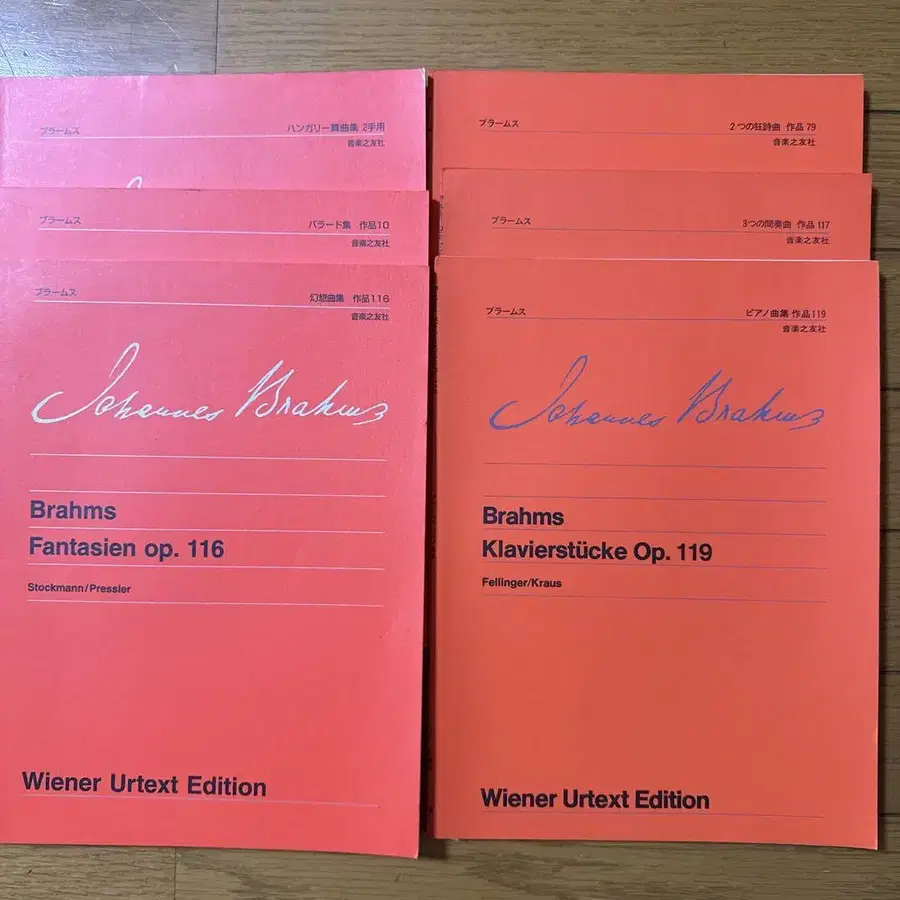 ブラームス
ハンガリー舞曲集 2手用
音楽之友社
ブラームス
バラード集 作品10
音楽之友社
ブラームス
幻想曲集 作品116
音楽之友社
Johannes Brahms
Brahms
Fantasien op. 116
Stockmann/Pressler
Wiener Urtext Edition
ブラームス
2つの狂詩曲 作品79
音楽之友社
ブラームス
3つの間奏曲 作品117
音楽之友社
ブラームス
ピアノ曲集 作品119
音楽之友社
Johannes Brahms
Brahms
Klavierstücke Op. 119
Fellinger/Kraus
Wiener Urtext Edition